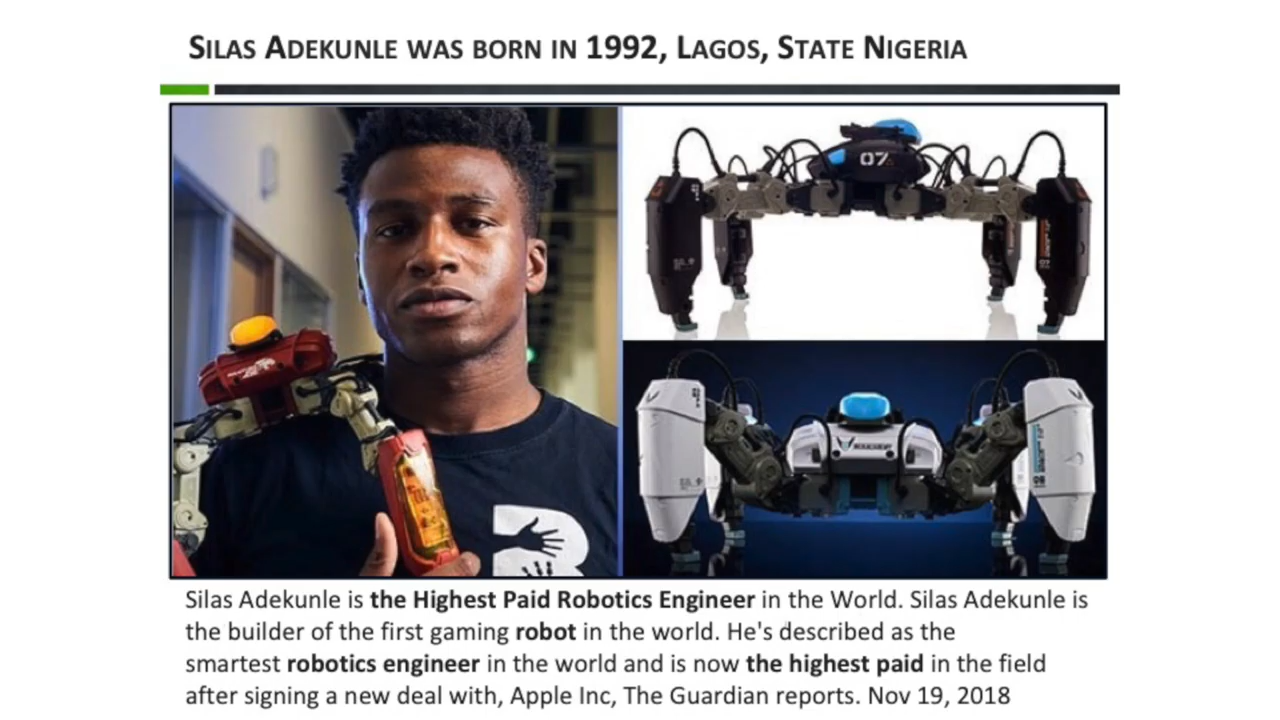 SILAS ADEKUNLE WAS BORN IN 1992, LAGOS, STATE NIGERIA
07
Silas Adekunle is the Highest Paid Robotics Engineer in the World. Silas Adekunle is
the builder of the first gaming robot in the world. He's described as the
smartest robotics engineer in the world and is now the highest paid in the field
after signing a new deal with, Apple Inc, The Guardian reports. Nov 19, 2018